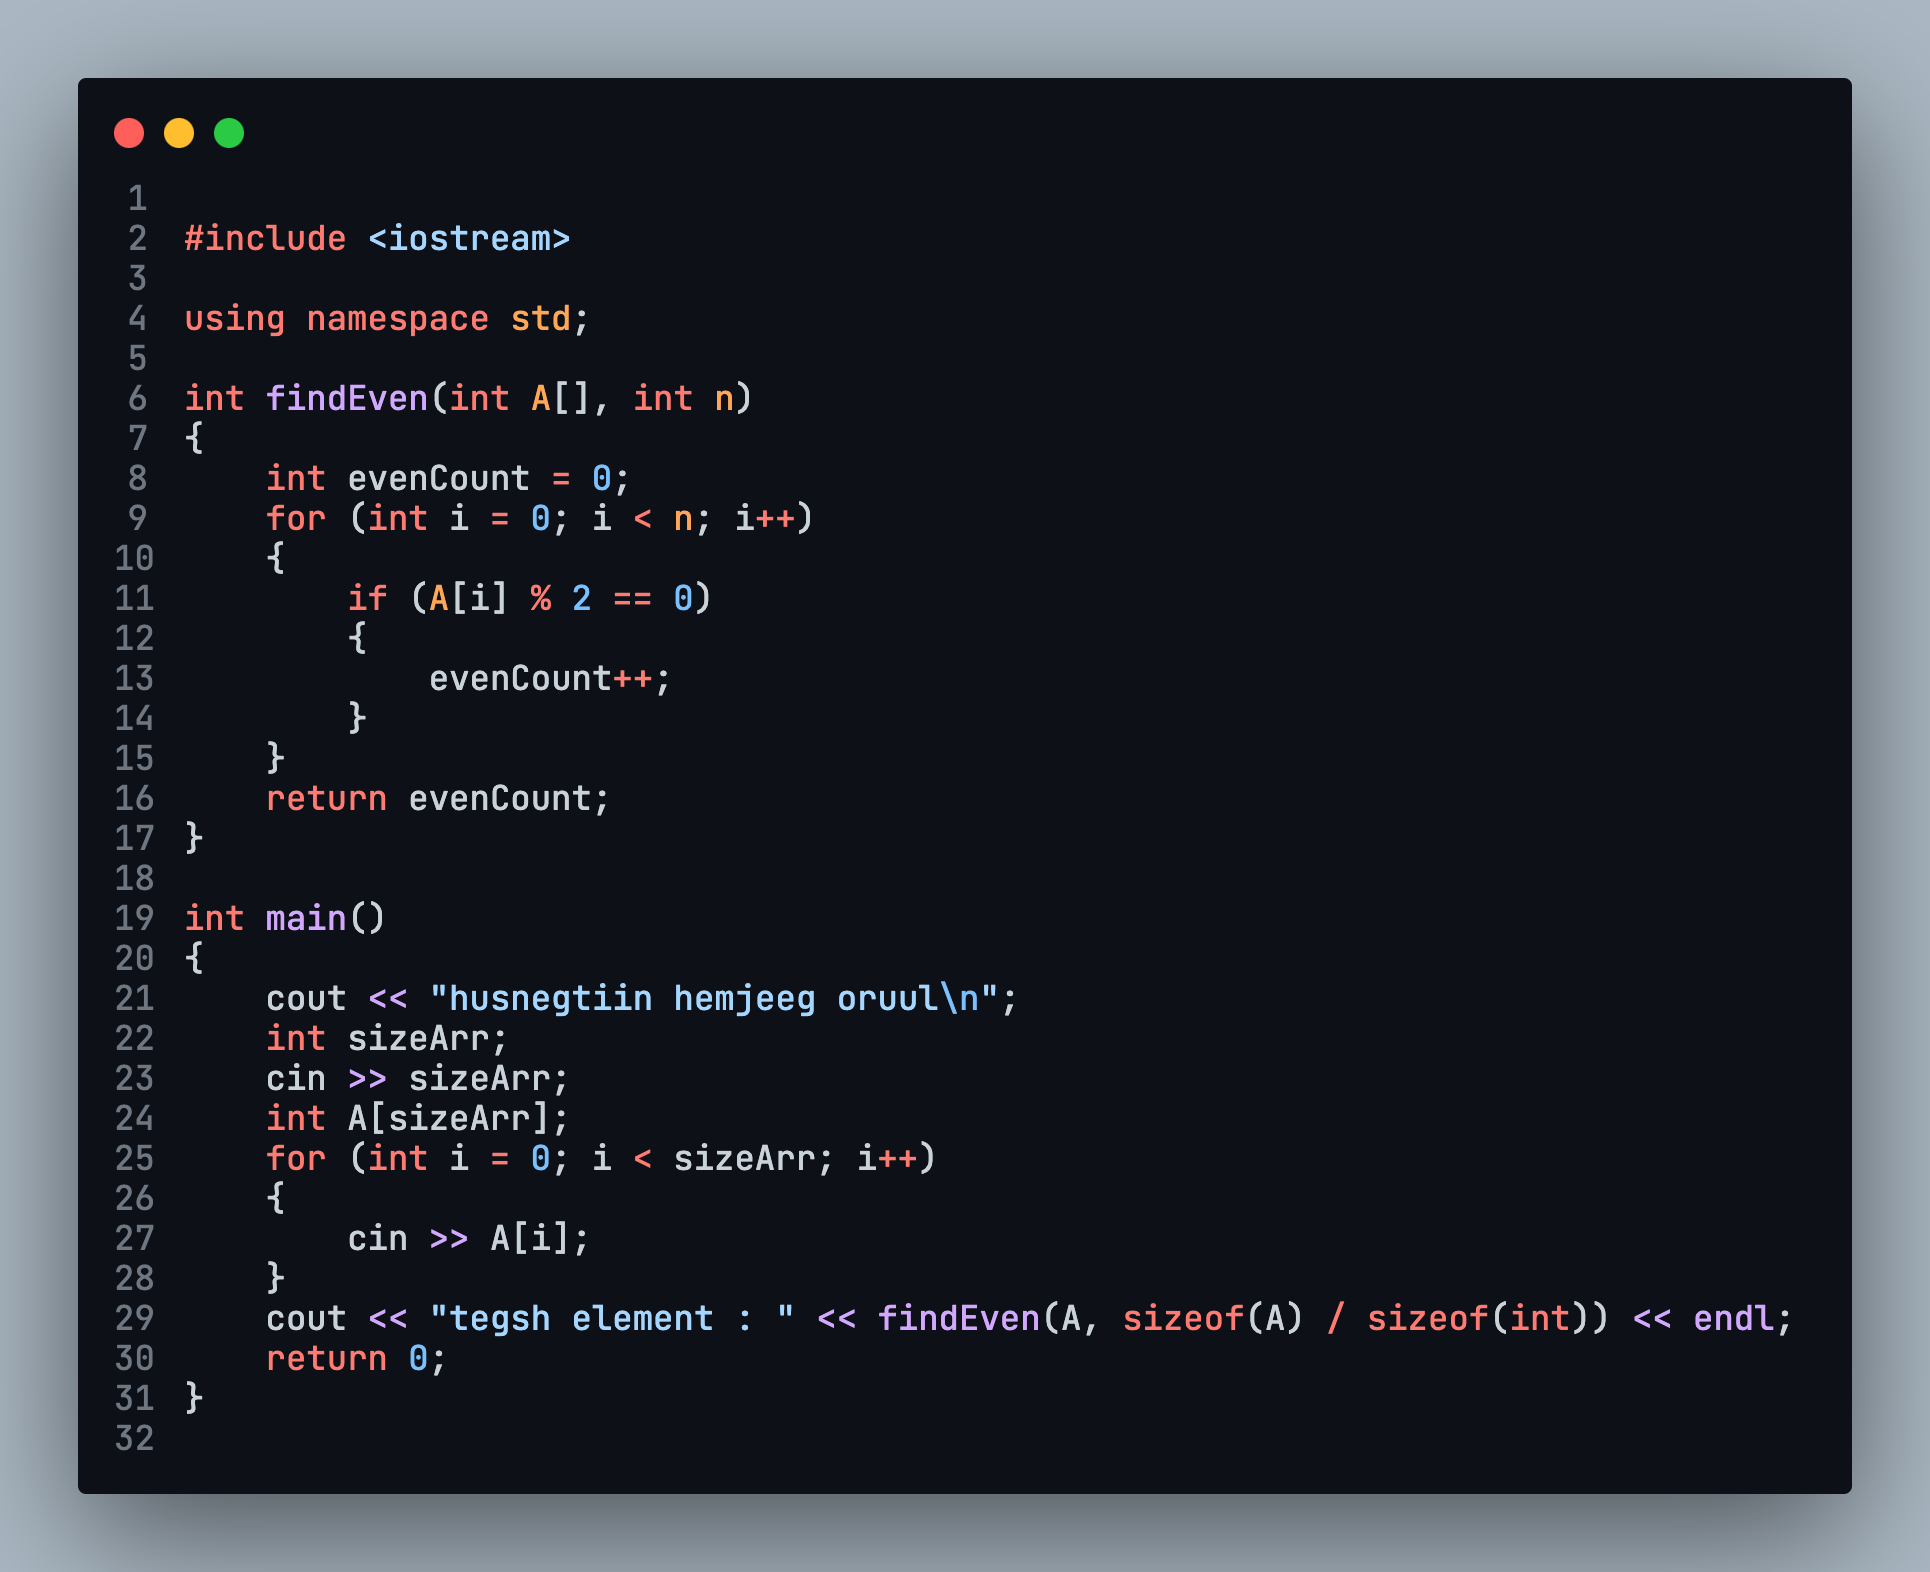 1
2 #include <iostream>
3
4 using namespace std;
5
6 int findEven(int A[], int n)
7 {
8     int evenCount = 0;
9     for (int i = 0; i < n; i++)
10     {
11         if (A[i] % 2 == 0)
12         {
13             evenCount++;
14         }
15     }
16     return evenCount;
17 }
18
19 int main()
20 {
21     cout << "husnegtiin hemjeeg oruul\n";
22     int sizeArr;
23     cin >> sizeArr;
24     int A[sizeArr];
25     for (int i = 0; i < sizeArr; i++)
26     {
27         cin >> A[i];
28     }
29     cout << "tegsh element : " << findEven(A, sizeof(A) / sizeof(int)) << endl;
30     return 0;
31 }
32